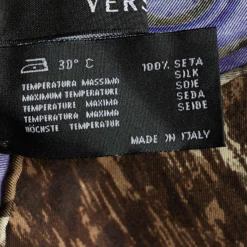 VERS
30° C
TEMPERATURA MASSIMA
MAXIMUM TEMPERATURE
TEMPERATURE MAXIMA
TEMPERATURA MAXIMA
HÖCHSTE TEMPERATUR
100% SETA
SILK
SOIE
SEDA
SEIDE
MADE IN ITALY